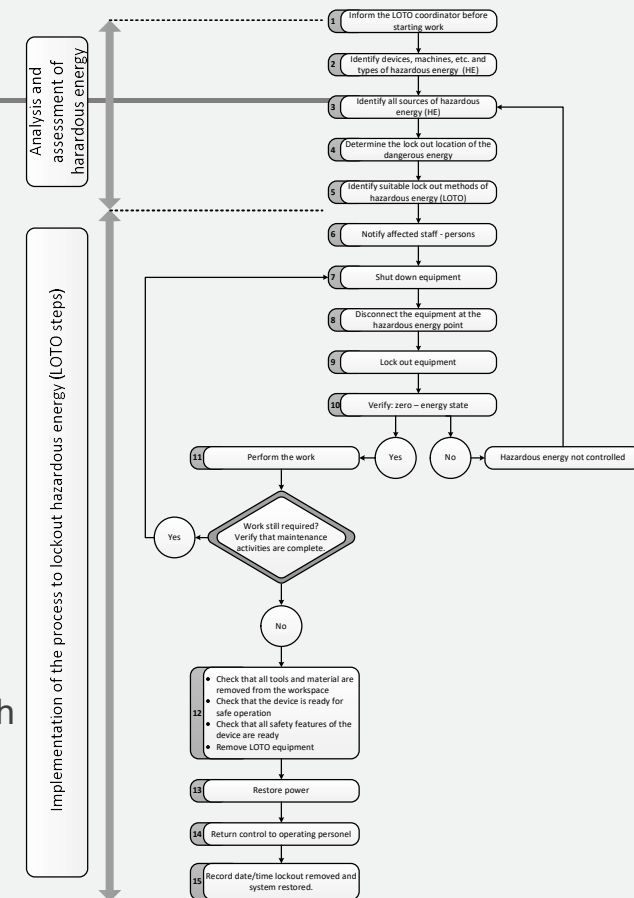 Analysis and
assessment of
harardous energy
Implementation of the process to lockout hazardous energy (LOTO steps)
h
1
Inform the LOTO coordinator before
starting work
2
Identify devices, machines, etc. and
types of hazardous energy (HE)
3
Identify all sources of hazardous
energy (HE)
4
Determine the lock out location of the
dangerous energy
5
Identify suitable lock out methods of
hazardous energy (LOTO)
6
Notify affected staff - persons
7
Shut down equipment
8
Disconnect the equipment at the
hazardous energy point
9
Lock out equipment
10
Verify: zero – energy state
Yes
No
Hazardous energy not controlled
11
Perform the work
Work still required?
Verify that maintenance
activities are complete.
Yes
No
12
• Check that all tools and material are
removed from the workspace
• Check that the device is ready for
safe operation
• Check that all safety features of the
device are ready
• Remove LOTO equipment
13
Restore power
14
Return control to operating personel
15
Record date/time lockout removed and
system restored.